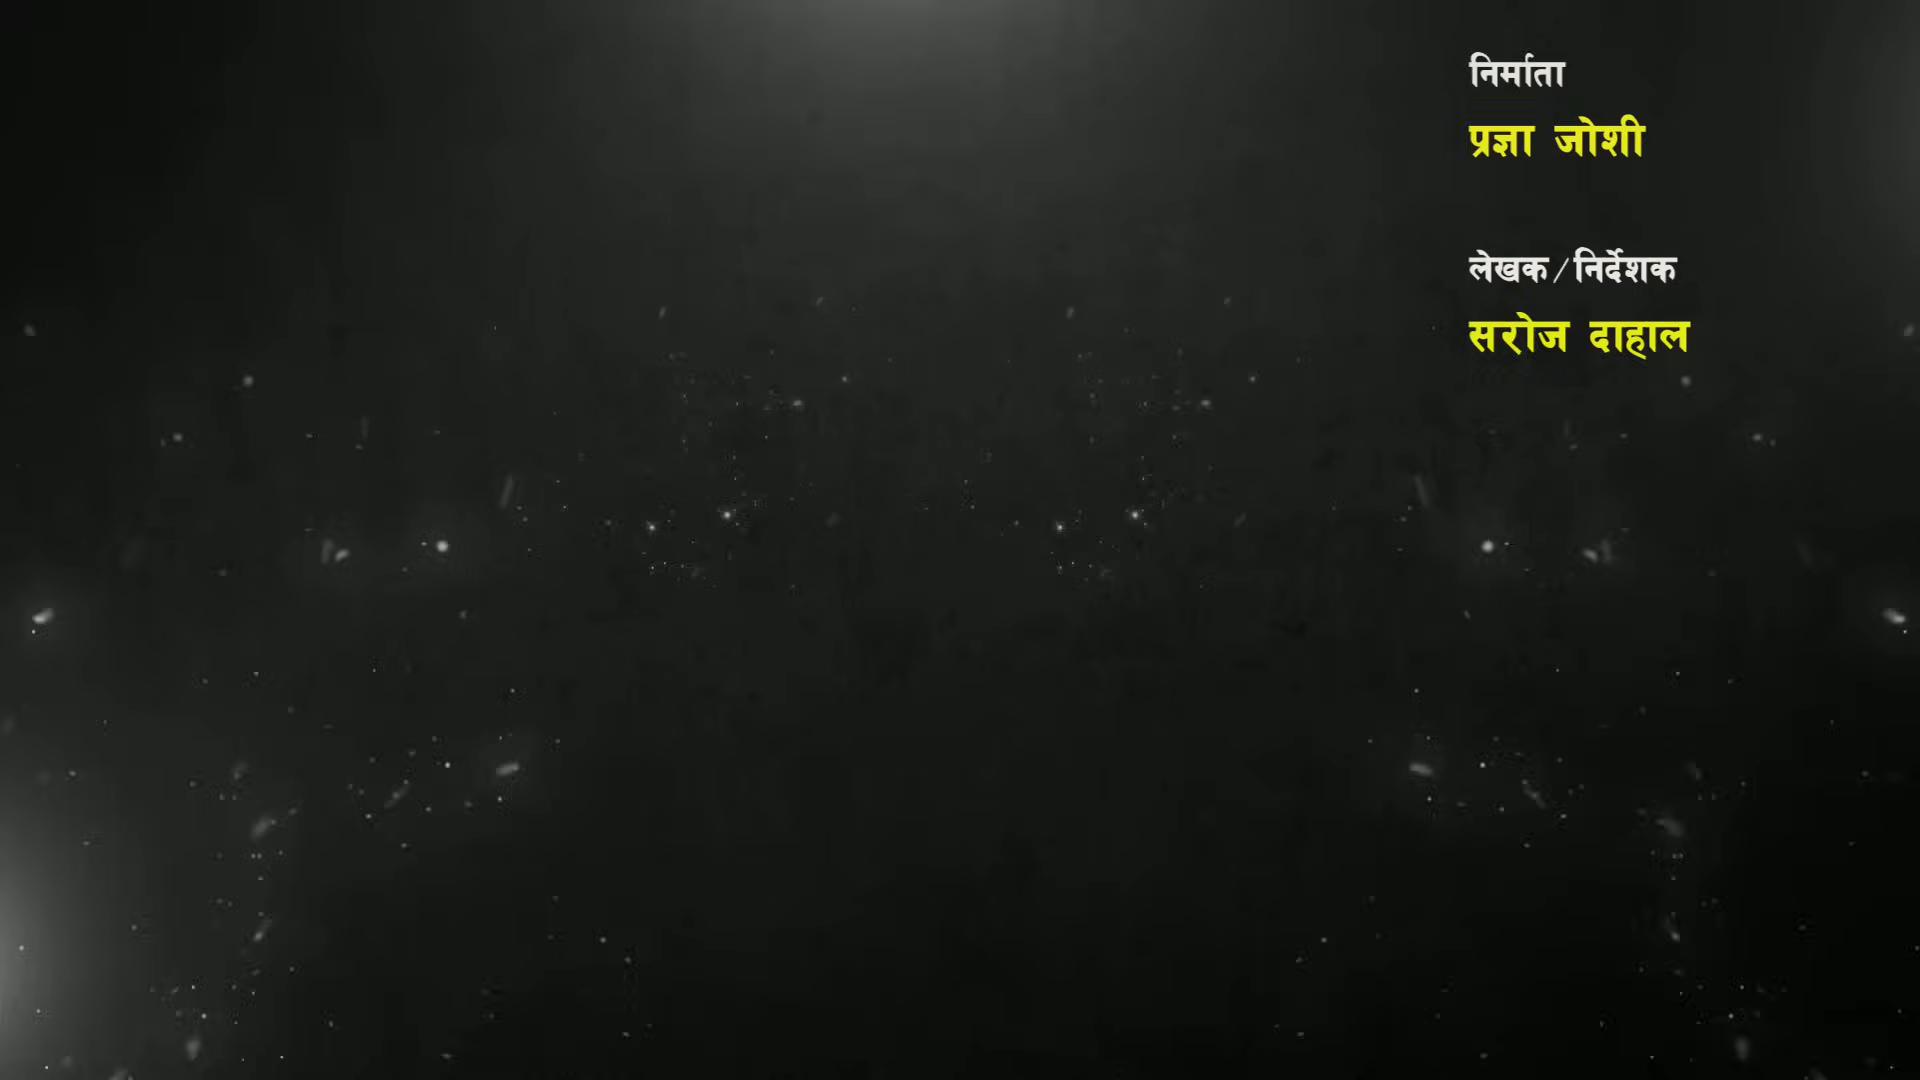 निर्माता
प्रज्ञा जोशी
लेखक/निर्देशक
सरोज दाहाल